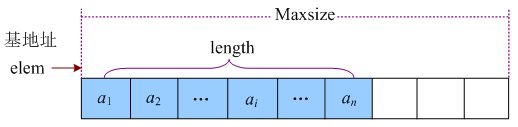 Maxsize
基地址
length
elem
a1 a2 ... ai ... an